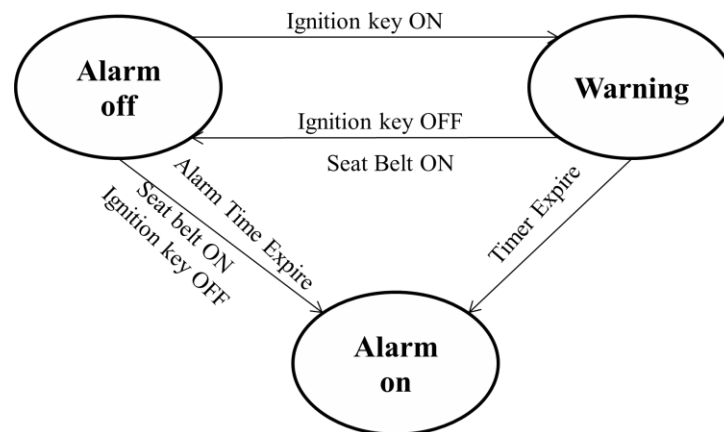 Ignition key ON
Alarm
off
Warning
Ignition key OFF
Seat Belt ON
Alarm Time Expire
Seat belt ON
Ignition key OFF
Timer Expire
Alarm
on